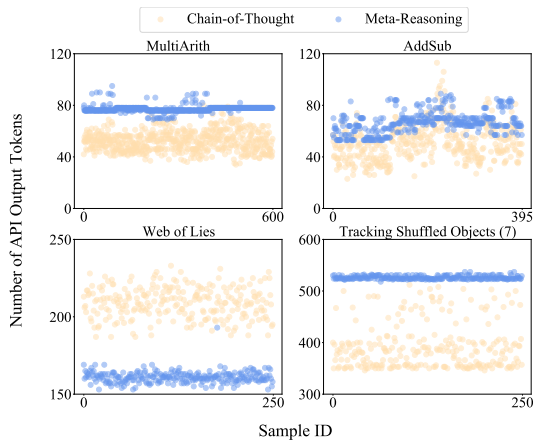 Chain-of-Thought Meta-Reasoning
MultiArith AddSub
120 120
80 80
40 40
0 0
0 600 0 395
Web of Lies Tracking Shuffled Objects (7)
250 600
200 500
400
150 300
0 250 0 250
Number of API Output Tokens
Sample ID